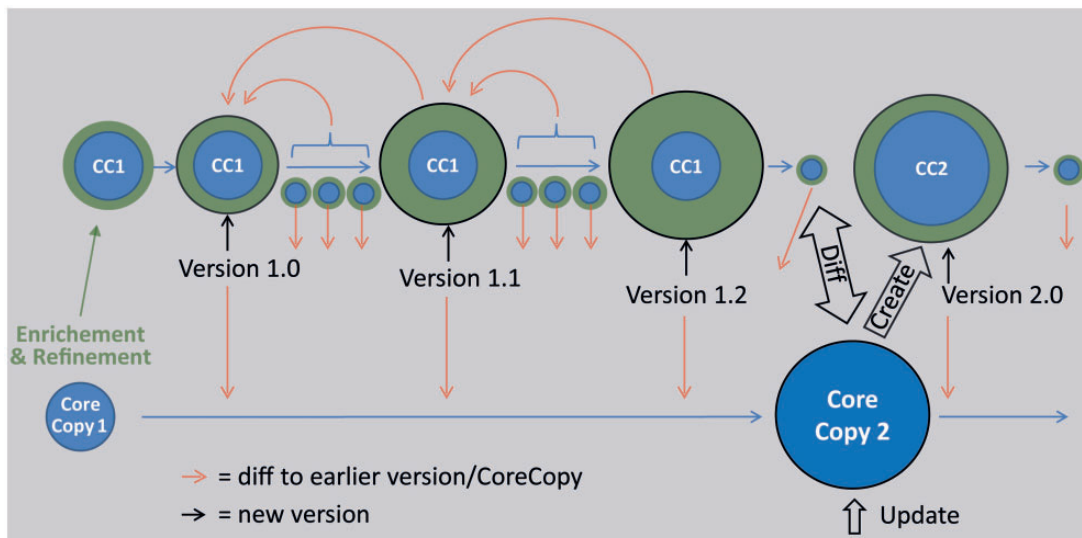 CC1
CC1
CC1
CC1
CC2
Version 1.0
Version 1.1
Version 1.2
Version 2.0
Diff
Create
Enrichement
& Refinement
Core
Copy 1
Core
Copy 2
= diff to earlier version/CoreCopy
= new version
Update